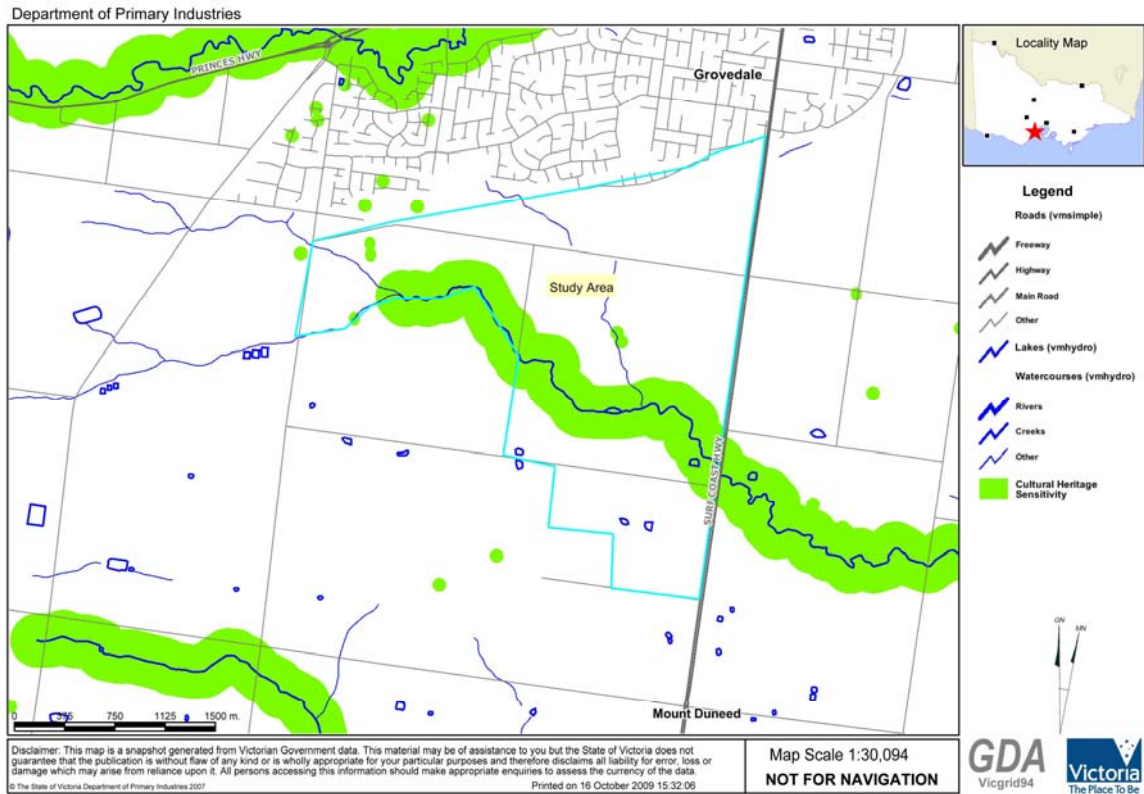 Department of Primary Industries
PRINCES HWY
Grovedale
Study Area
SURF COAST HWY
Mount Duneed
0 375 750 1125 1500 m.
Locality Map
Legend
Roads (vmsimple)
Freeway
Highway
Main Road
Other
Lakes (vmhydro)
Watercourses (vmhydro)
Rivers
Creeks
Other
Cultural Heritage
Sensitivity
GN MN
Disclaimer: This map is a snapshot generated from Victorian Government data. This material may be of assistance to you but the State of Victoria does not
guarantee that the publication is without flaw of any kind or is wholly appropriate for your particular purposes and therefore disclaims all liability for error, loss or
damage which may arise from reliance upon it. All persons accessing this information should make appropriate enquiries to assess the currency of the data.
© The State of Victoria Department of Primary Industries 2007
Printed on 16 October 2009 15:32:06
Map Scale 1:30,094
NOT FOR NAVIGATION
GDA
Vicgrid94
Victoria
The Place To Be